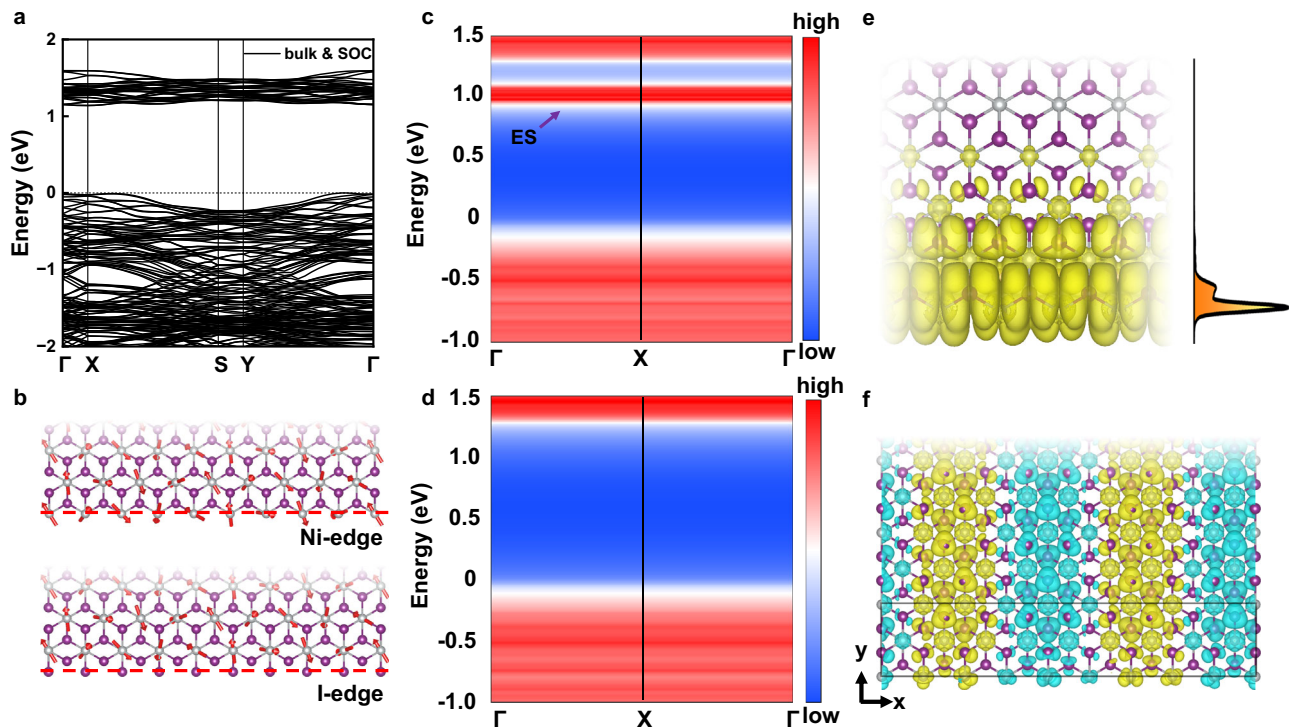 a
2
1
0
−1
−2
Energy (eV)
bulk & SOC
Γ X S Y Γ
b
Ni-edge
I-edge
c
1.5
1.0
0.5
0
-0.5
-1.0
Energy (eV)
ES
Γ X Γ
high
low
d
1.5
1.0
0.5
0
-0.5
-1.0
Energy (eV)
Γ X Γ
high
low
e
f
y
x